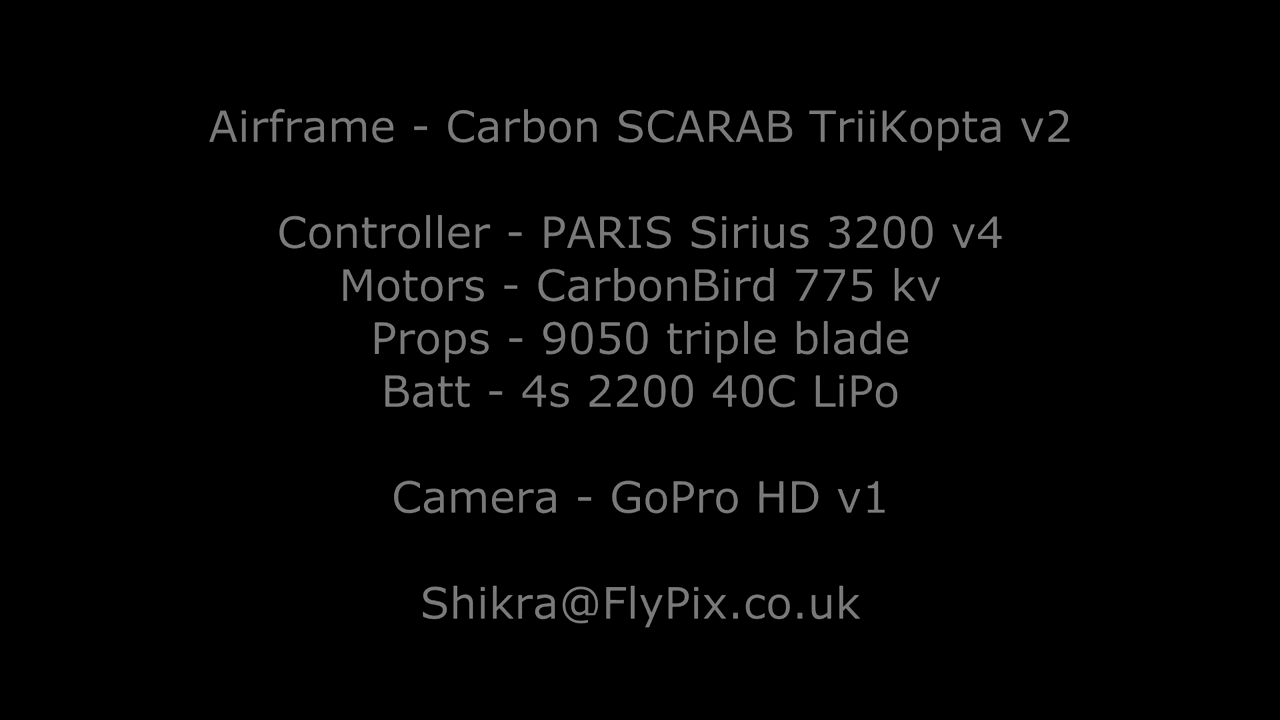 Airframe - Carbon SCARAB TriiKopta v2
Controller - PARIS Sirius 3200 v4
Motors - CarbonBird 775 kv
Props - 9050 triple blade
Batt - 4s 2200 40C LiPo
Camera - GoPro HD v1
Shikra@FlyPix.co.uk